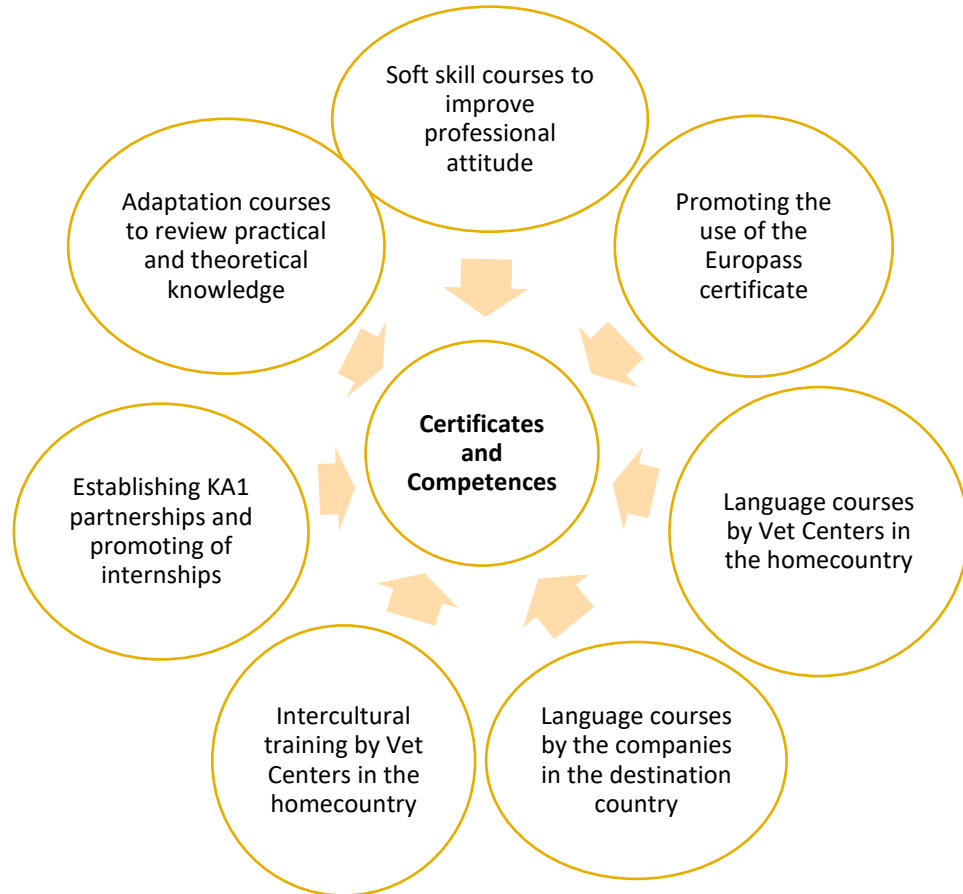 Soft skill courses to
improve
professional
attitude
Promoting the
use of the
Europass
certificate
Language courses
by Vet Centers in
the homecountry
Language courses
by the companies
in the destination
country
Intercultural
training by Vet
Centers in the
homecountry
Establishing KA1
partnerships and
promoting of
internships
Adaptation courses
to review practical
and theoretical
knowledge
Certificates
and
Competences